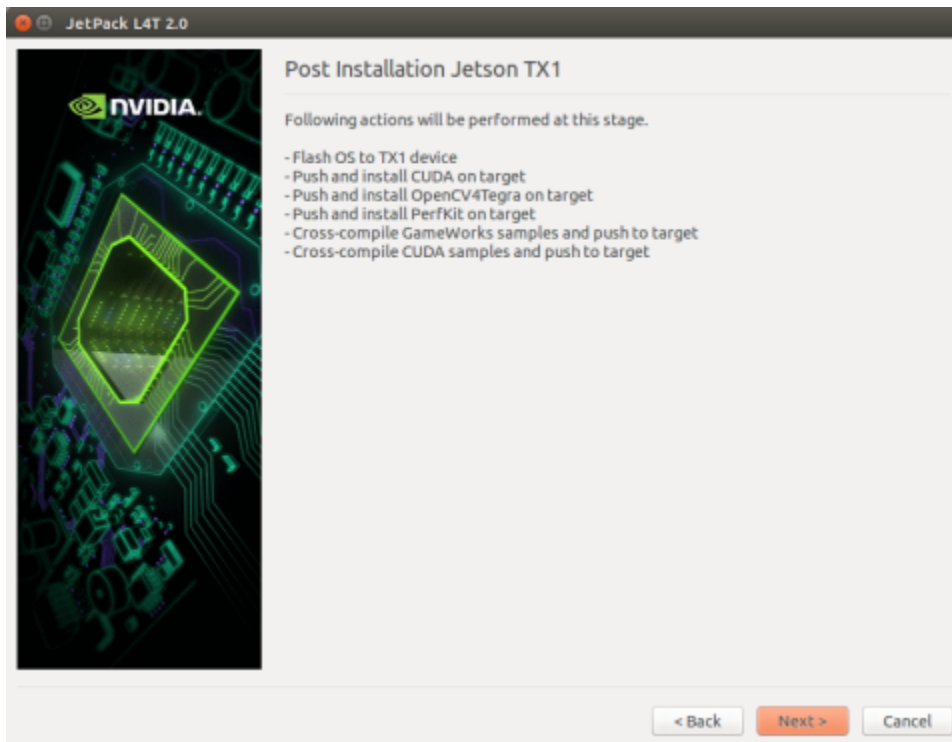 JetPack L4T 2.0
NVIDIA.
Post Installation Jetson TX1
Following actions will be performed at this stage.
- Flash OS to TX1 device
- Push and install CUDA on target
- Push and install OpenCV4Tegra on target
- Push and install PerfKit on target
- Cross-compile GameWorks samples and push to target
- Cross-compile CUDA samples and push to target
< Back
Next >
Cancel